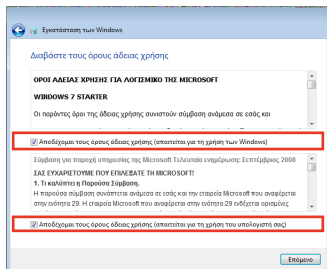 Εγκατάσταση των Windows
Διαβάστε τους όρους άδειας χρήσης
ΟΡΟΙ ΑΔΕΙΑΣ ΧΡΗΣΗΣ ΓΙΑ ΛΟΓΙΣΜΙΚΟ ΤΗΣ MICROSOFT
WINDOWS 7 STARTER
Οι παρόντες όροι της άδειας χρήσης συνιστούν σύμβαση ανάμεσα σε εσάς και
Αποδέχομαι τους όρους άδειας χρήσης (απαιτείται για τη χρήση των Windows)
Σύμβαση για παροχή υπηρεσίας της Microsoft Τελευταία ενημέρωση: Σεπτέμβριος 2008
ΣΑΣ ΕΥΧΑΡΙΣΤΟΥΜΕ ΠΟΥ ΕΠΙΛΕΞΑΤΕ ΤΗ MICROSOFT!
1. Τι καλύπτει η Παρούσα Σύμβαση.
Η παρούσα σύμβαση συνάπτεται ανάμεσα σε εσάς και την εταιρεία Microsoft που αναφέρεται
στην ενότητα 29. Η εταιρεία Microsoft που αναφέρεται στην ενότητα 29 ενδέχεται ορισμένες
Αποδέχομαι τους όρους άδειας χρήσης (απαιτείται για τη χρήση του υπολογιστή σας)
Επόμενο